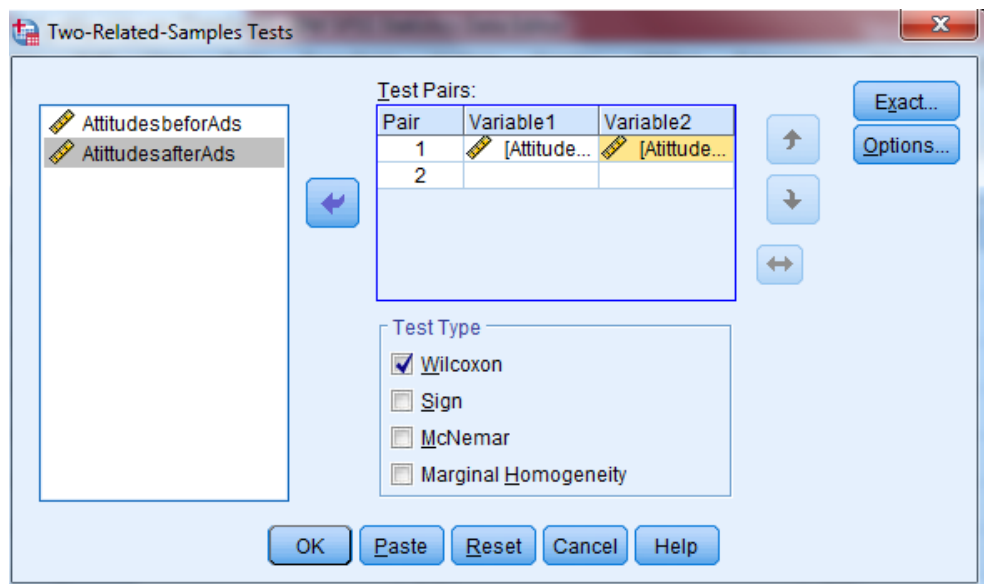 Two-Related-Samples Tests
AttitudesbeforAds
AtittudesafterAds
Test Pairs:
Pair Variable1 Variable2
1 [Attitude... [Atittude...
2
Exact...
Options...
Test Type
Wilcoxon
Sign
McNemar
Marginal Homogeneity
OK Paste Reset Cancel Help